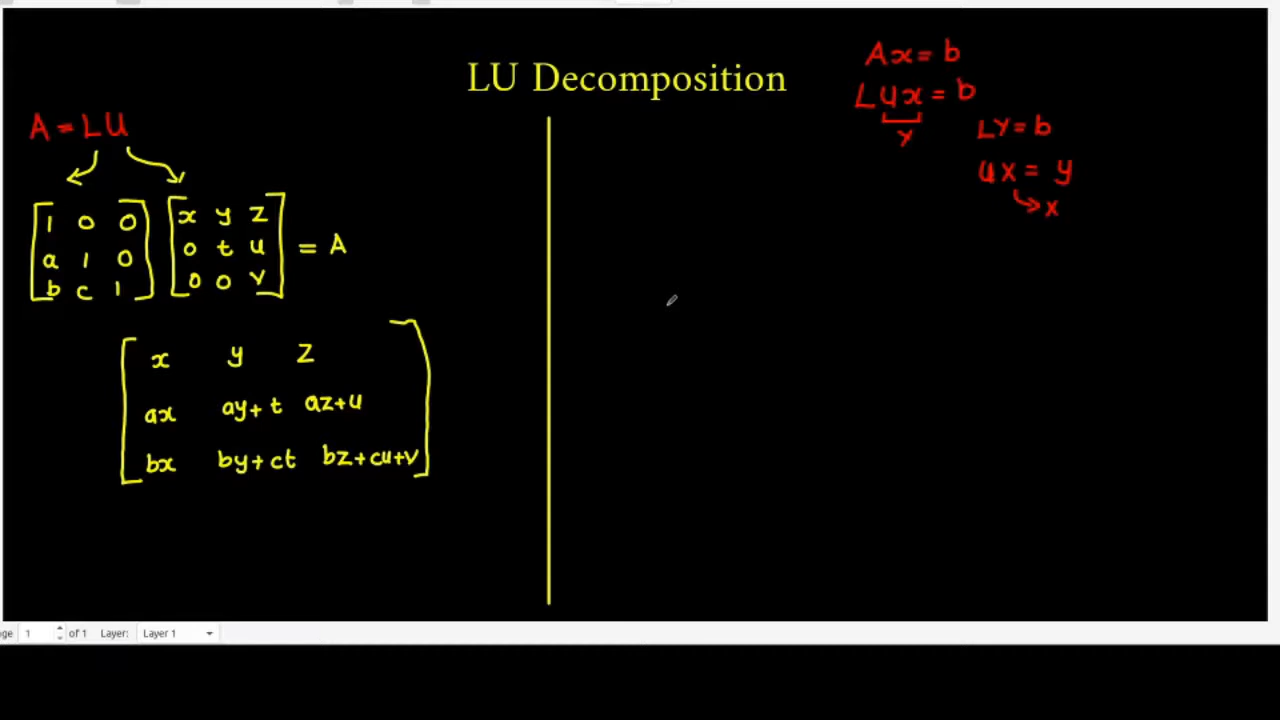 LU Decomposition
A = LU
[1 0 0] [x y z]
[a 1 0] [0 t u] = A
[b c 1] [0 0 v]
x y z
ax ay+t az+u
bx by+ct bz+cu+v
Ax = b
Lux = b
Y
LY = b
ux = y
x
age 1 of 1 Layer: Layer 1